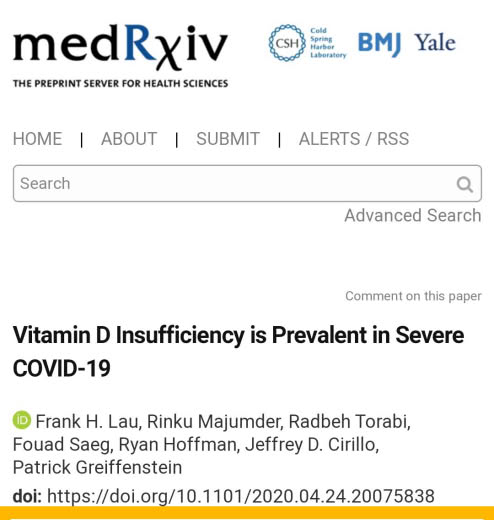 medRχiv
CSH Cold Spring Harbor Laboratory BMJ Yale
THE PREPRINT SERVER FOR HEALTH SCIENCES
HOME | ABOUT | SUBMIT | ALERTS / RSS
Search
Advanced Search
Comment on this paper
Vitamin D Insufficiency is Prevalent in Severe
COVID-19
iD Frank H. Lau, Rinku Majumder, Radbeh Torabi,
Fouad Saeg, Ryan Hoffman, Jeffrey D. Cirillo,
Patrick Greiffenstein
doi: https://doi.org/10.1101/2020.04.24.20075838